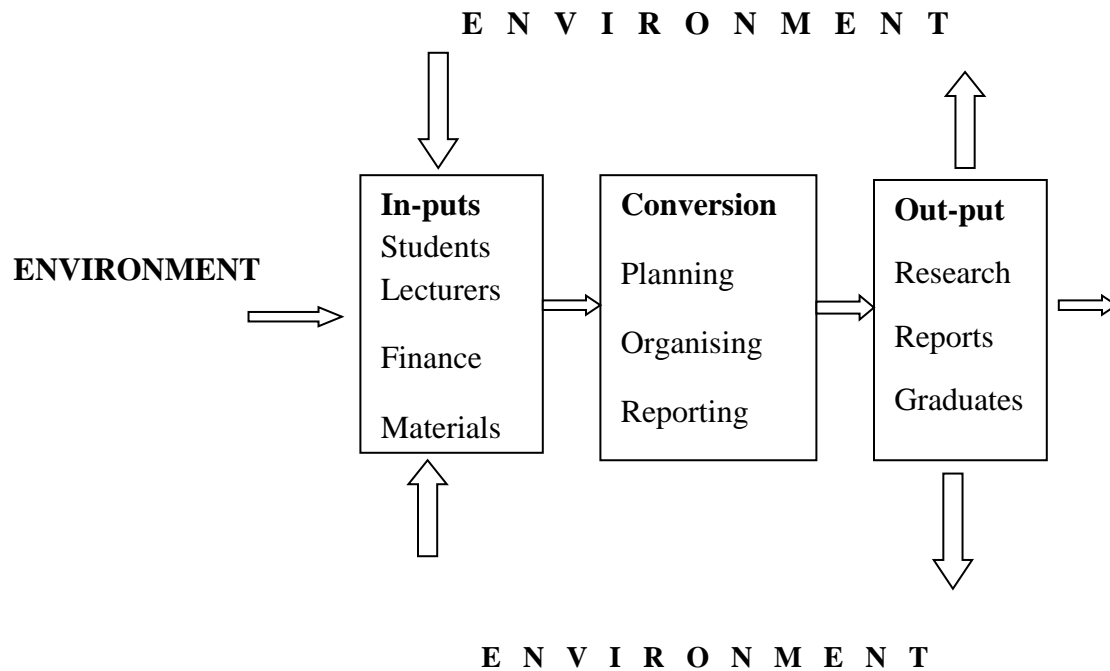 E N V I R O N M E N T
ENVIRONMENT
In-puts
Students
Lecturers
Finance
Materials
Conversion
Planning
Organising
Reporting
Out-put
Research
Reports
Graduates
E N V I R O N M E N T